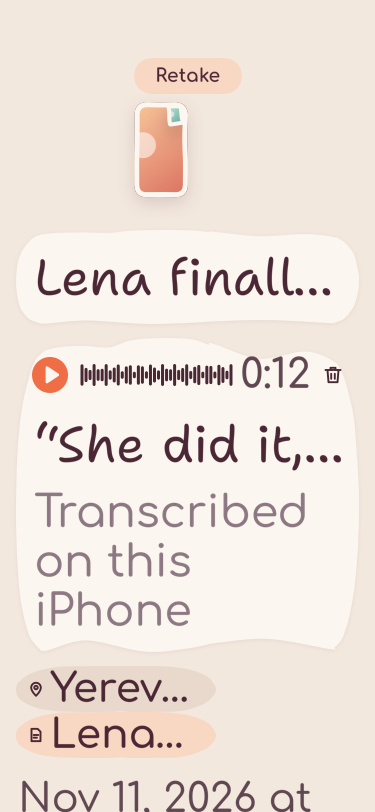 Retake
Lena finall...
0:12
“She did it,...
Transcribed
on this
iPhone
Yerev...
Lena...
Nov 11, 2026 at